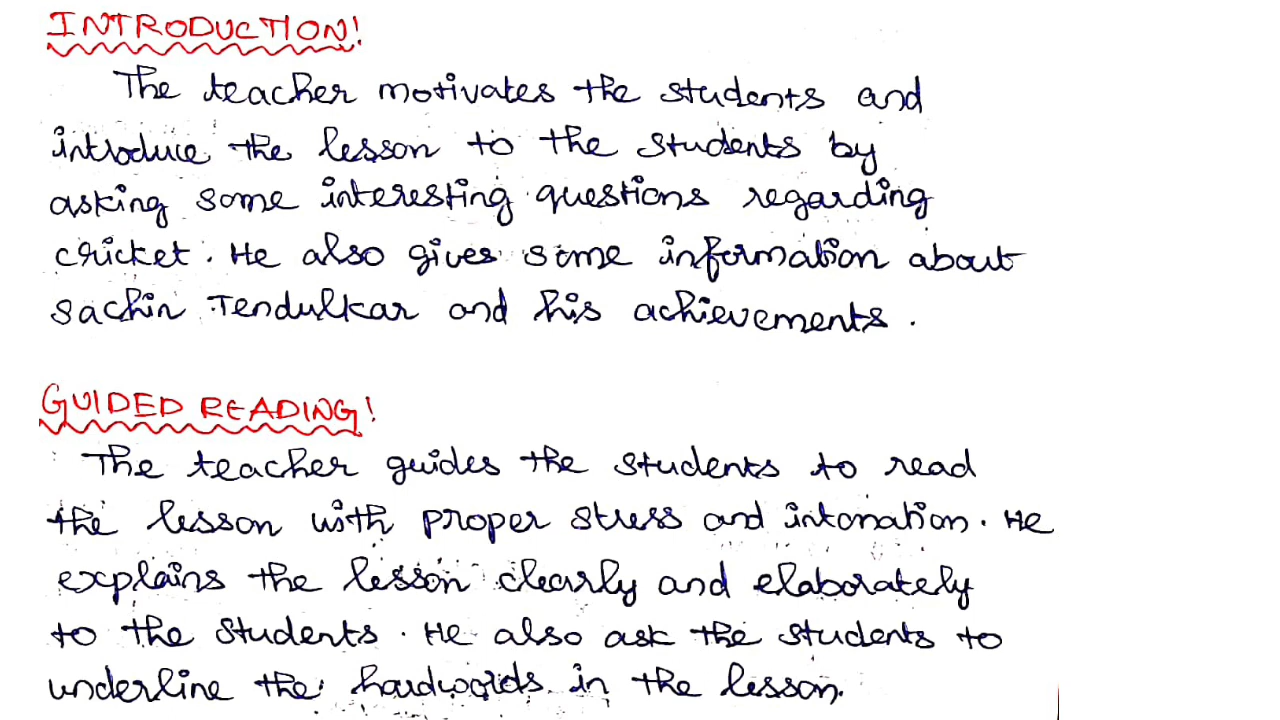 INTRODUCTION!
The teacher motivates the students and
introduce the lesson to the students by
asking some interesting questions regarding
cricket. He also gives some information about
Sachin Tendulkar and his achievements.
GUIDED READING!
The teacher guides the students to read
the lesson with proper stress and intonation. He
explains the lesson clearly and elaborately
to the students. He also ask the students to
underline the hardwords in the lesson.